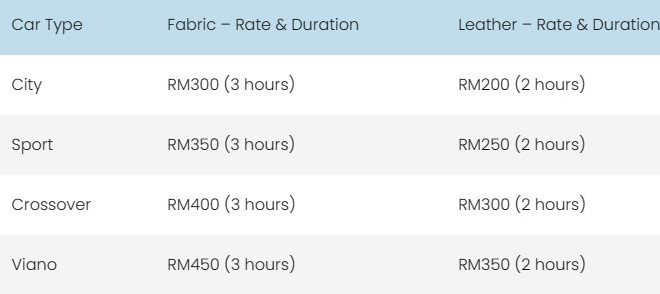 Car Type Fabric – Rate & Duration Leather – Rate & Duration
City RM300 (3 hours) RM200 (2 hours)
Sport RM350 (3 hours) RM250 (2 hours)
Crossover RM400 (3 hours) RM300 (2 hours)
Viano RM450 (3 hours) RM350 (2 hours)